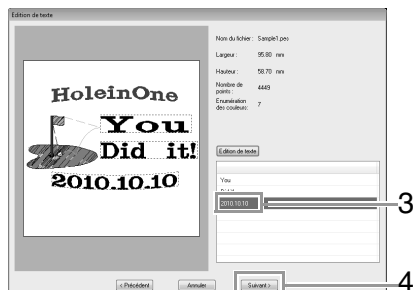 Edition de texte
Nom du fichier : Sample1.pes
Largeur : 95.80 mm
Hauteur : 58.70 mm
Nombre de points : 4449
Enumération des couleurs: 7
HoleinOne
You
Did it!
2010.10.10
Edition de texte
You
Did it!
2010.10.10
3
< Précédent
Annuler
Suivant >
4